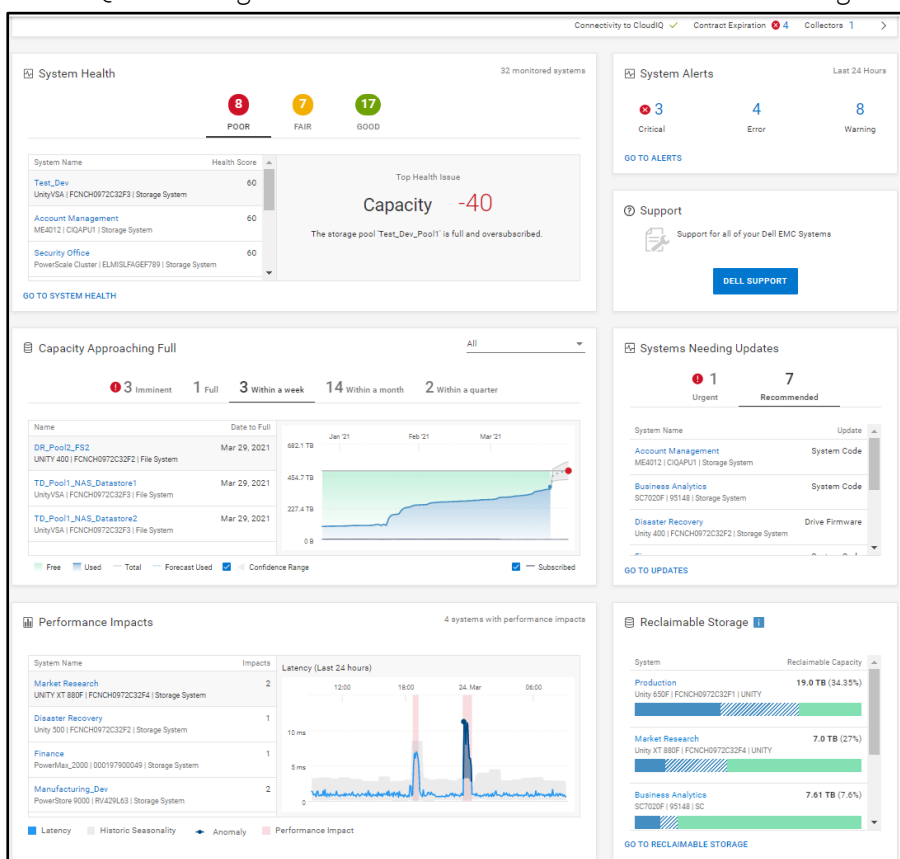 Connectivity to CloudIQ Contract Expiration 4 Collectors 1
System Health
32 monitored systems
8 7 17
POOR FAIR GOOD
System Name Health Score
Test_Dev 60
UnityVSA | FCNCH0972C32F3 | Storage System
Account Management 60
ME4012 | CIQAPU1 | Storage System
Security Office 60
PowerScale Cluster | ELMISLFAGEF789 | Storage System
Top Health Issue
Capacity -40
The storage pool 'Test_Dev_Pool1' is full and oversubscribed.
GO TO SYSTEM HEALTH
System Alerts
Last 24 Hours
3 4 8
Critical Error Warning
GO TO ALERTS
Support
Support for all of your Dell EMC Systems
DELL SUPPORT
Capacity Approaching Full
All
3 Imminent 1 Full 3 Within a week 14 Within a month 2 Within a quarter
Name Date to Full
DR_Pool2_FS2 Mar 29, 2021
UNITY 400 | FCNCH0972C32F2 | File System
TD_Pool1_NAS_Datastore1 Mar 29, 2021
UnityVSA | FCNCH0972C32F3 | File System
TD_Pool1_NAS_Datastore2 Mar 29, 2021
UnityVSA | FCNCH0972C32F3 | File System
Jan '21 Feb '21 Mar '21
682.1 TB
454.7 TB
227.4 TB
0 B
Free Used Total Forecast Used Confidence Range Subscribed
Systems Needing Updates
1 7
Urgent Recommended
System Name Update
Account Management System Code
ME4012 | CIQAPU1 | Storage System
Business Analytics System Code
SC7020F | 95148 | Storage System
Disaster Recovery Drive Firmware
Unity 400 | FCNCH0972C32F2 | Storage System
GO TO UPDATES
Performance Impacts
4 systems with performance impacts
System Name Impacts
Market Research 2
UNITY XT 880F | FCNCH0972C32F4 | Storage System
Disaster Recovery 1
Unity 500 | FCNCH0972C32F2 | Storage System
Finance 1
PowerMax_2000 | 000197900049 | Storage System
Manufacturing_Dev 2
PowerStore 9000 | RV429L63 | Storage System
Latency (Last 24 hours)
12:00 18:00 24. Mar 06:00
10 ms
5 ms
0
Latency Historic Seasonality Anomaly Performance Impact
Reclaimable Storage
System Reclaimable Capacity
Production 19.0 TB (34.35%)
Unity 650F | FCNCH0972C32F1 | UNITY
Market Research 7.0 TB (27%)
Unity XT 880F | FCNCH0972C32F4 | UNITY
Business Analytics 7.61 TB (7.6%)
SC7020F | 95148 | SC
GO TO RECLAIMABLE STORAGE